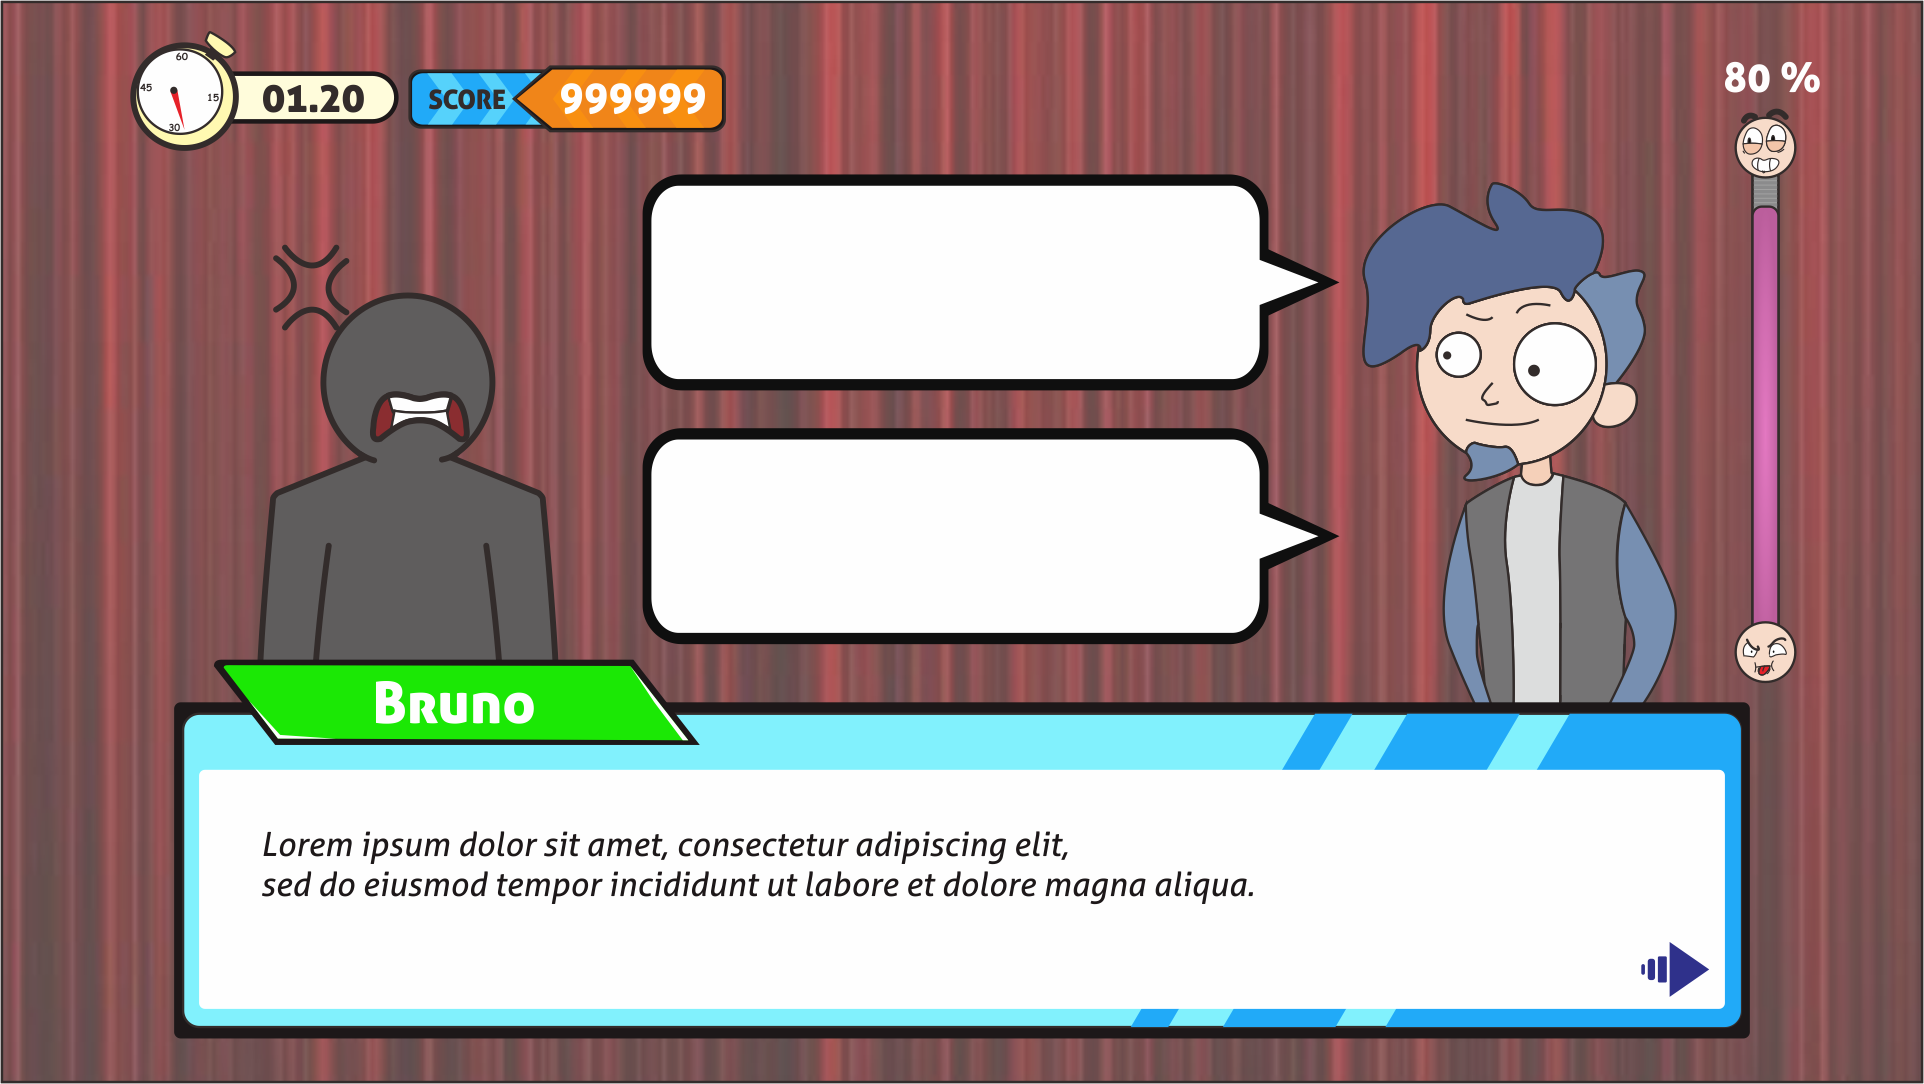 60
45
15
30
01.20
SCORE
999999
80 %
Bruno
Lorem ipsum dolor sit amet, consectetur adipiscing elit,
sed do eiusmod tempor incididunt ut labore et dolore magna aliqua.